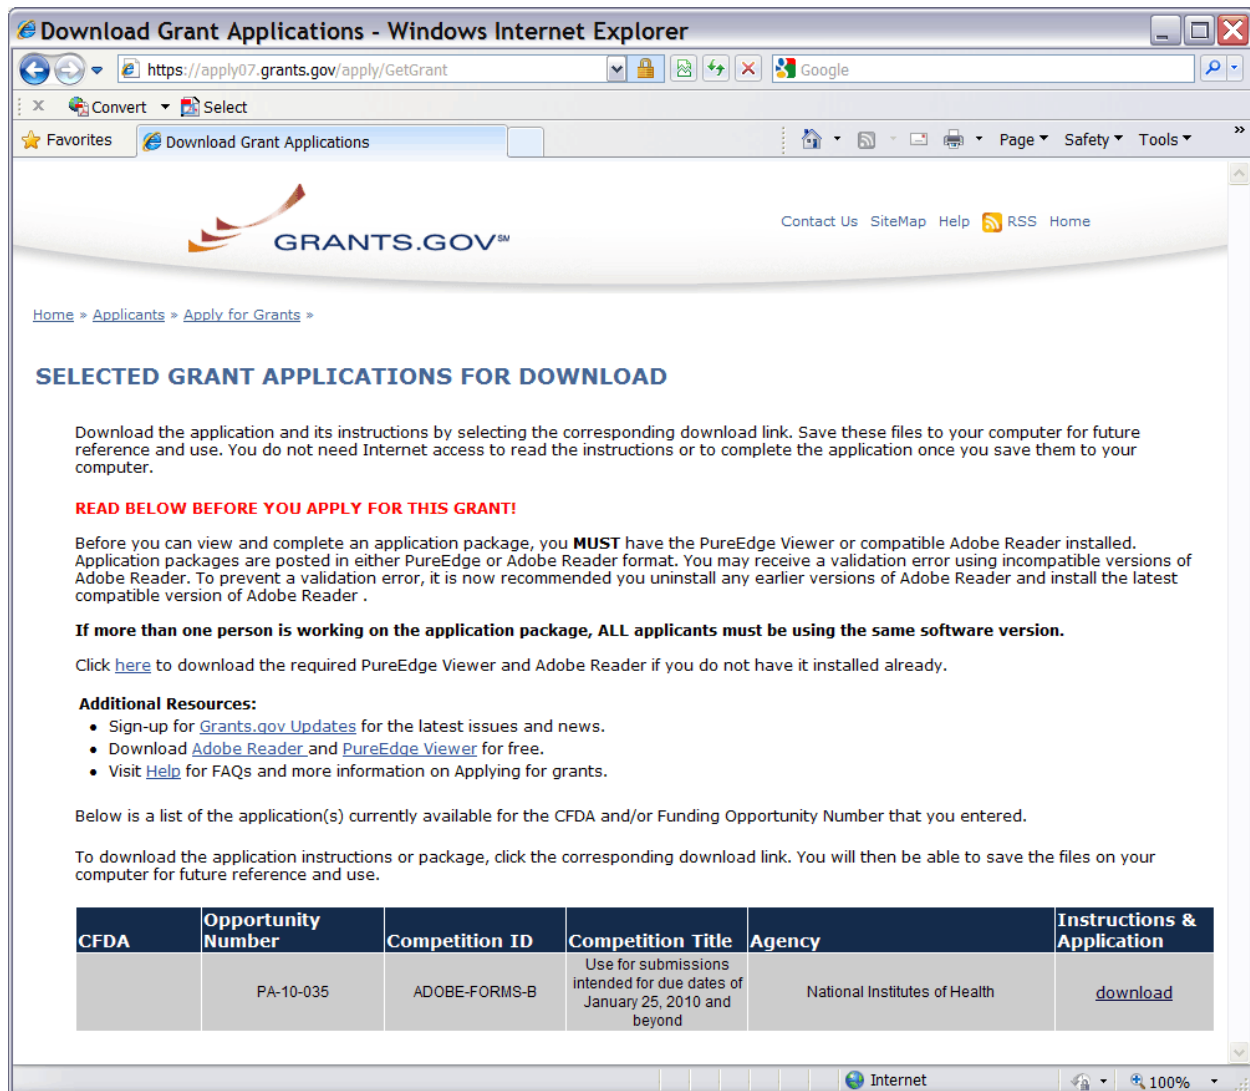 Download Grant Applications - Windows Internet Explorer
https://apply07.grants.gov/apply/GetGrant
Google
x Convert Select
Favorites Download Grant Applications Page Safety Tools »
GRANTS.GOV℠
Contact Us SiteMap Help RSS Home
Home » Applicants » Apply for Grants »
SELECTED GRANT APPLICATIONS FOR DOWNLOAD
Download the application and its instructions by selecting the corresponding download link. Save these files to your computer for future
reference and use. You do not need Internet access to read the instructions or to complete the application once you save them to your
computer.
READ BELOW BEFORE YOU APPLY FOR THIS GRANT!
Before you can view and complete an application package, you MUST have the PureEdge Viewer or compatible Adobe Reader installed.
Application packages are posted in either PureEdge or Adobe Reader format. You may receive a validation error using incompatible versions of
Adobe Reader. To prevent a validation error, it is now recommended you uninstall any earlier versions of Adobe Reader and install the latest
compatible version of Adobe Reader .
If more than one person is working on the application package, ALL applicants must be using the same software version.
Click here to download the required PureEdge Viewer and Adobe Reader if you do not have it installed already.
Additional Resources:
• Sign-up for Grants.gov Updates for the latest issues and news.
• Download Adobe Reader and PureEdge Viewer for free.
• Visit Help for FAQs and more information on Applying for grants.
Below is a list of the application(s) currently available for the CFDA and/or Funding Opportunity Number that you entered.
To download the application instructions or package, click the corresponding download link. You will then be able to save the files on your
computer for future reference and use.
CFDA
Opportunity
Number
Competition ID
Competition Title
Agency
Instructions &
Application
PA-10-035
ADOBE-FORMS-B
Use for submissions
intended for due dates of
January 25, 2010 and
beyond
National Institutes of Health
download
Internet
100%